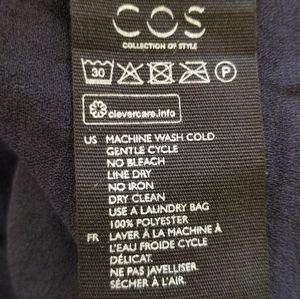 COS
COLLECTION OF STYLE
30 P
clevercare.info
US MACHINE WASH COLD
GENTLE CYCLE
NO BLEACH
LINE DRY
NO IRON
DRY CLEAN
USE A LAUNDRY BAG
100% POLYESTER
FR LAVER À LA MACHINE À
L'EAU FROIDE CYCLE
DÉLICAT.
NE PAS JAVELLISER
SÉCHER À L'AIR